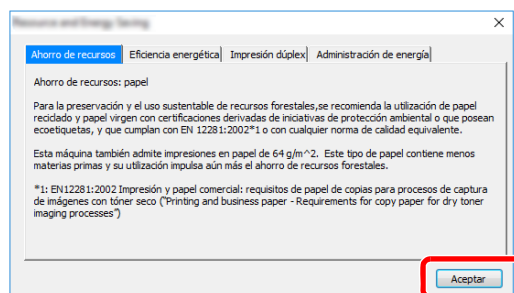 Resource and Energy Saving
Ahorro de recursos Eficiencia energética Impresión dúplex Administración de energía
Ahorro de recursos: papel
Para la preservación y el uso sustentable de recursos forestales,se recomienda la utilización de papel
reciclado y papel virgen con certificaciones derivadas de iniciativas de protección ambiental o que posean
ecoetiquetas, y que cumplan con EN 12281:2002*1 o con cualquier norma de calidad equivalente.
Esta máquina también admite impresiones en papel de 64 g/m^2. Este tipo de papel contiene menos
materias primas y su utilización impulsa aún más el ahorro de recursos forestales.
*1: EN12281:2002 Impresión y papel comercial: requisitos de papel de copias para procesos de captura
de imágenes con tóner seco ("Printing and business paper - Requirements for copy paper for dry toner
imaging processes")
Aceptar